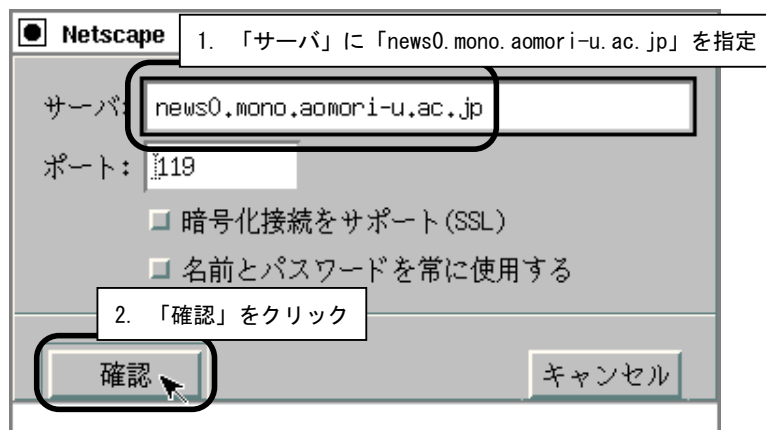 Netscape
1. 「サーバ」に「news0.mono.aomori-u.ac.jp」を指定
サーバ: news0.mono.aomori-u.ac.jp
ポート: 119
暗号化接続をサポート(SSL)
名前とパスワードを常に使用する
2. 「確認」をクリック
確認 キャンセル